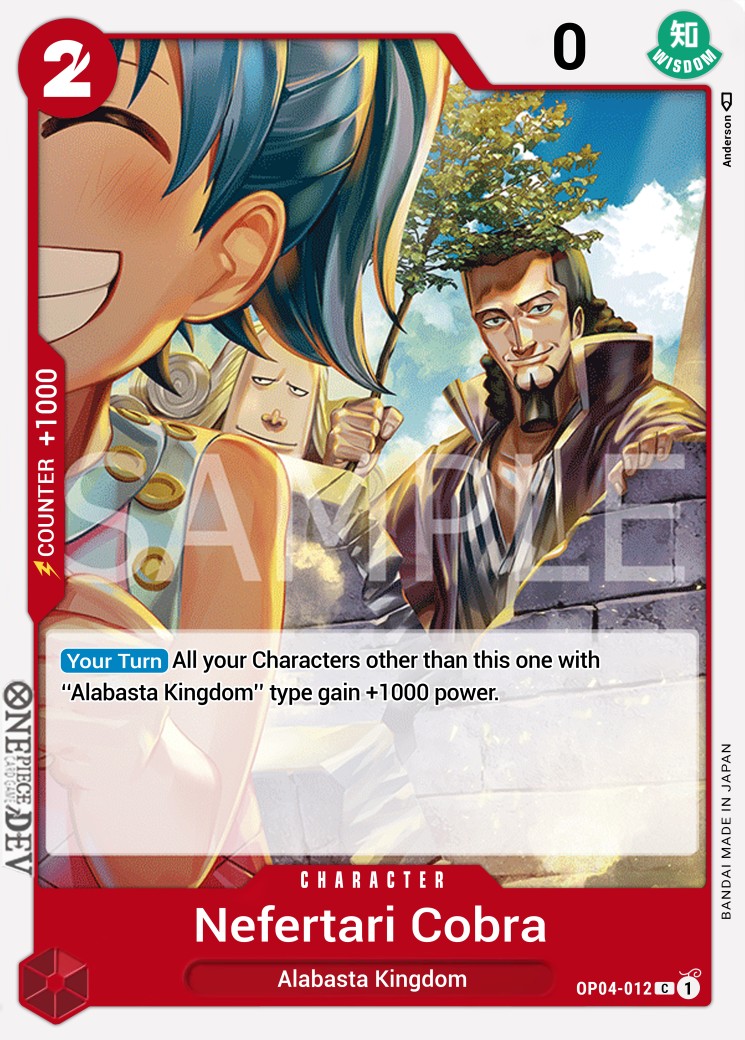 2
0
知
WISDOM
Anderson
COUNTER +1000
SAMPLE
Your Turn All your Characters other than this one with
“Alabasta Kingdom” type gain +1000 power.
ONE PIECE
CARD GAME
DEV
BANDAI MADE IN JAPAN
CHARACTER
Nefertari Cobra
Alabasta Kingdom
OP04-012 C 1